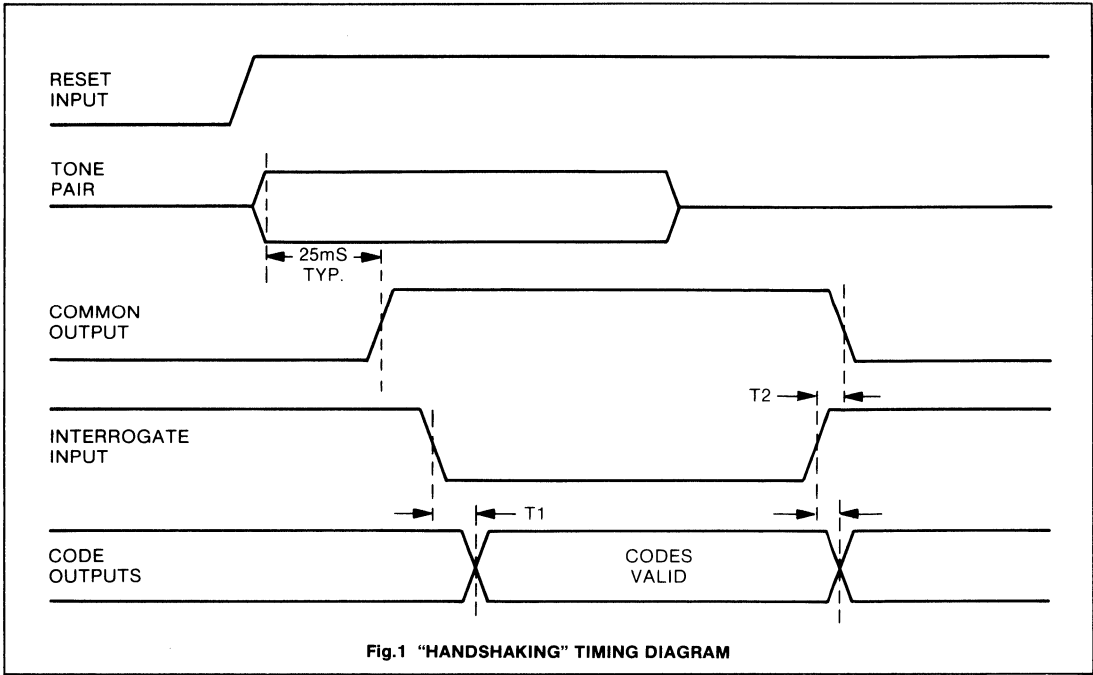 RESET
INPUT
TONE
PAIR
25mS
TYP.
COMMON
OUTPUT
T2
INTERROGATE
INPUT
T1
CODE
OUTPUTS
CODES
VALID
Fig.1 "HANDSHAKING" TIMING DIAGRAM